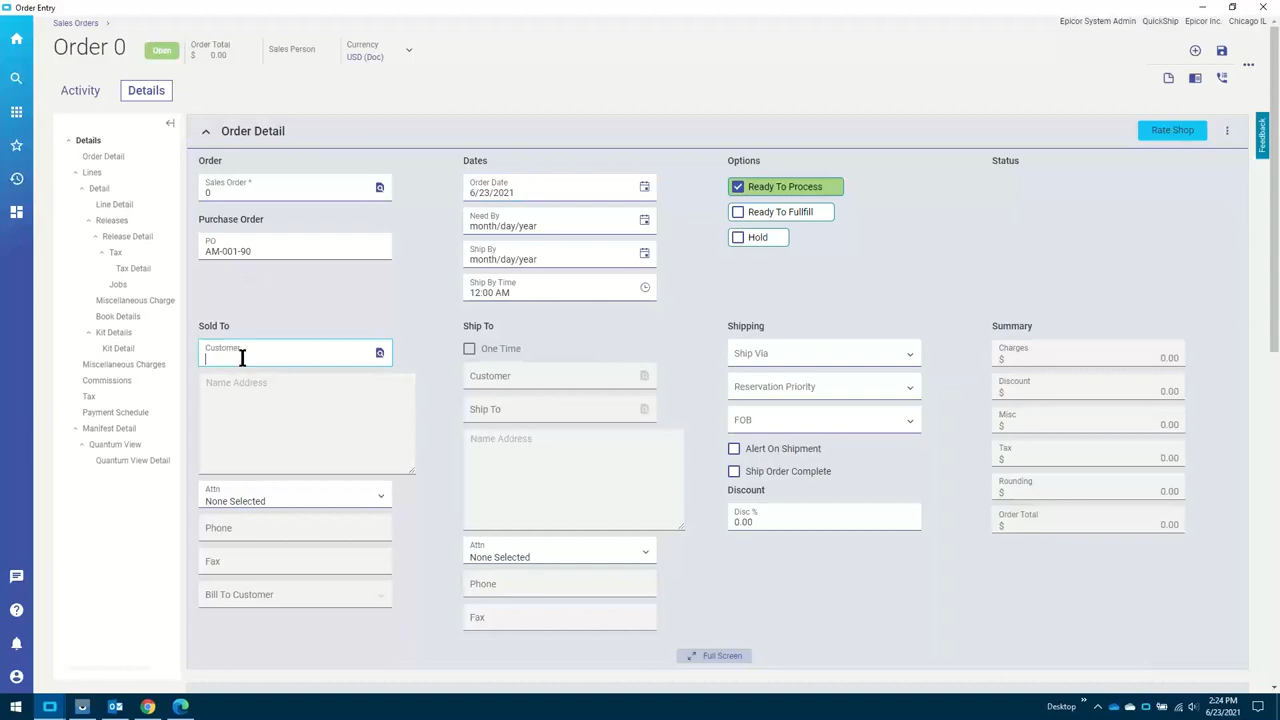 Order Entry
Sales Orders
Epicor System Admin QuickShip Epicor Inc. Chicago IL
Order 0
Open
Order Total
$ 0.00
Sales Person
Currency
USD (Doc)
Activity
Details
Feedback
Details
Order Detail
Lines
Detail
Line Detail
Releases
Release Detail
Tax
Tax Detail
Jobs
Miscellaneous Charge
Book Details
Kit Details
Kit Detail
Miscellaneous Charges
Commissions
Tax
Payment Schedule
Manifest Detail
Quantum View
Quantum View Detail
Order Detail
Rate Shop
Order
Sales Order *
0
Purchase Order
PO
AM-001-90
Dates
Order Date
6/23/2021
Need By
month/day/year
Ship By
month/day/year
Ship By Time
12:00 AM
Options
Ready To Process
Ready To Fullfill
Hold
Status
Sold To
Customer
Name Address
Attn
None Selected
Phone
Fax
Bill To Customer
Ship To
One Time
Customer
Ship To
Name Address
Attn
None Selected
Phone
Fax
Shipping
Ship Via
Reservation Priority
FOB
Alert On Shipment
Ship Order Complete
Discount
Disc %
0.00
Summary
Charges
$ 0.00
Discount
$ 0.00
Misc
$ 0.00
Tax
$ 0.00
Rounding
$ 0.00
Order Total
$ 0.00
Full Screen
Desktop
2:24 PM
6/23/2021